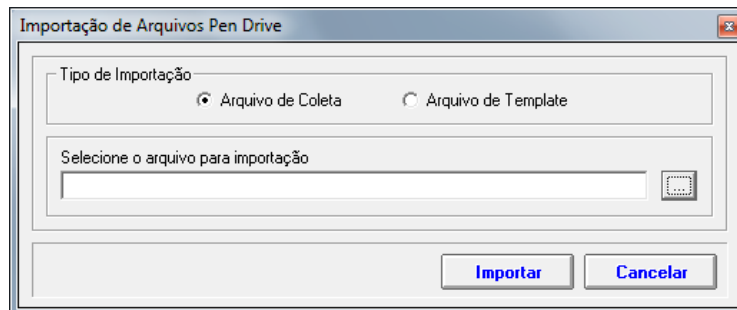 Importação de Arquivos Pen Drive
Tipo de Importação
Arquivo de Coleta Arquivo de Template
Selecione o arquivo para importação
...
Importar Cancelar